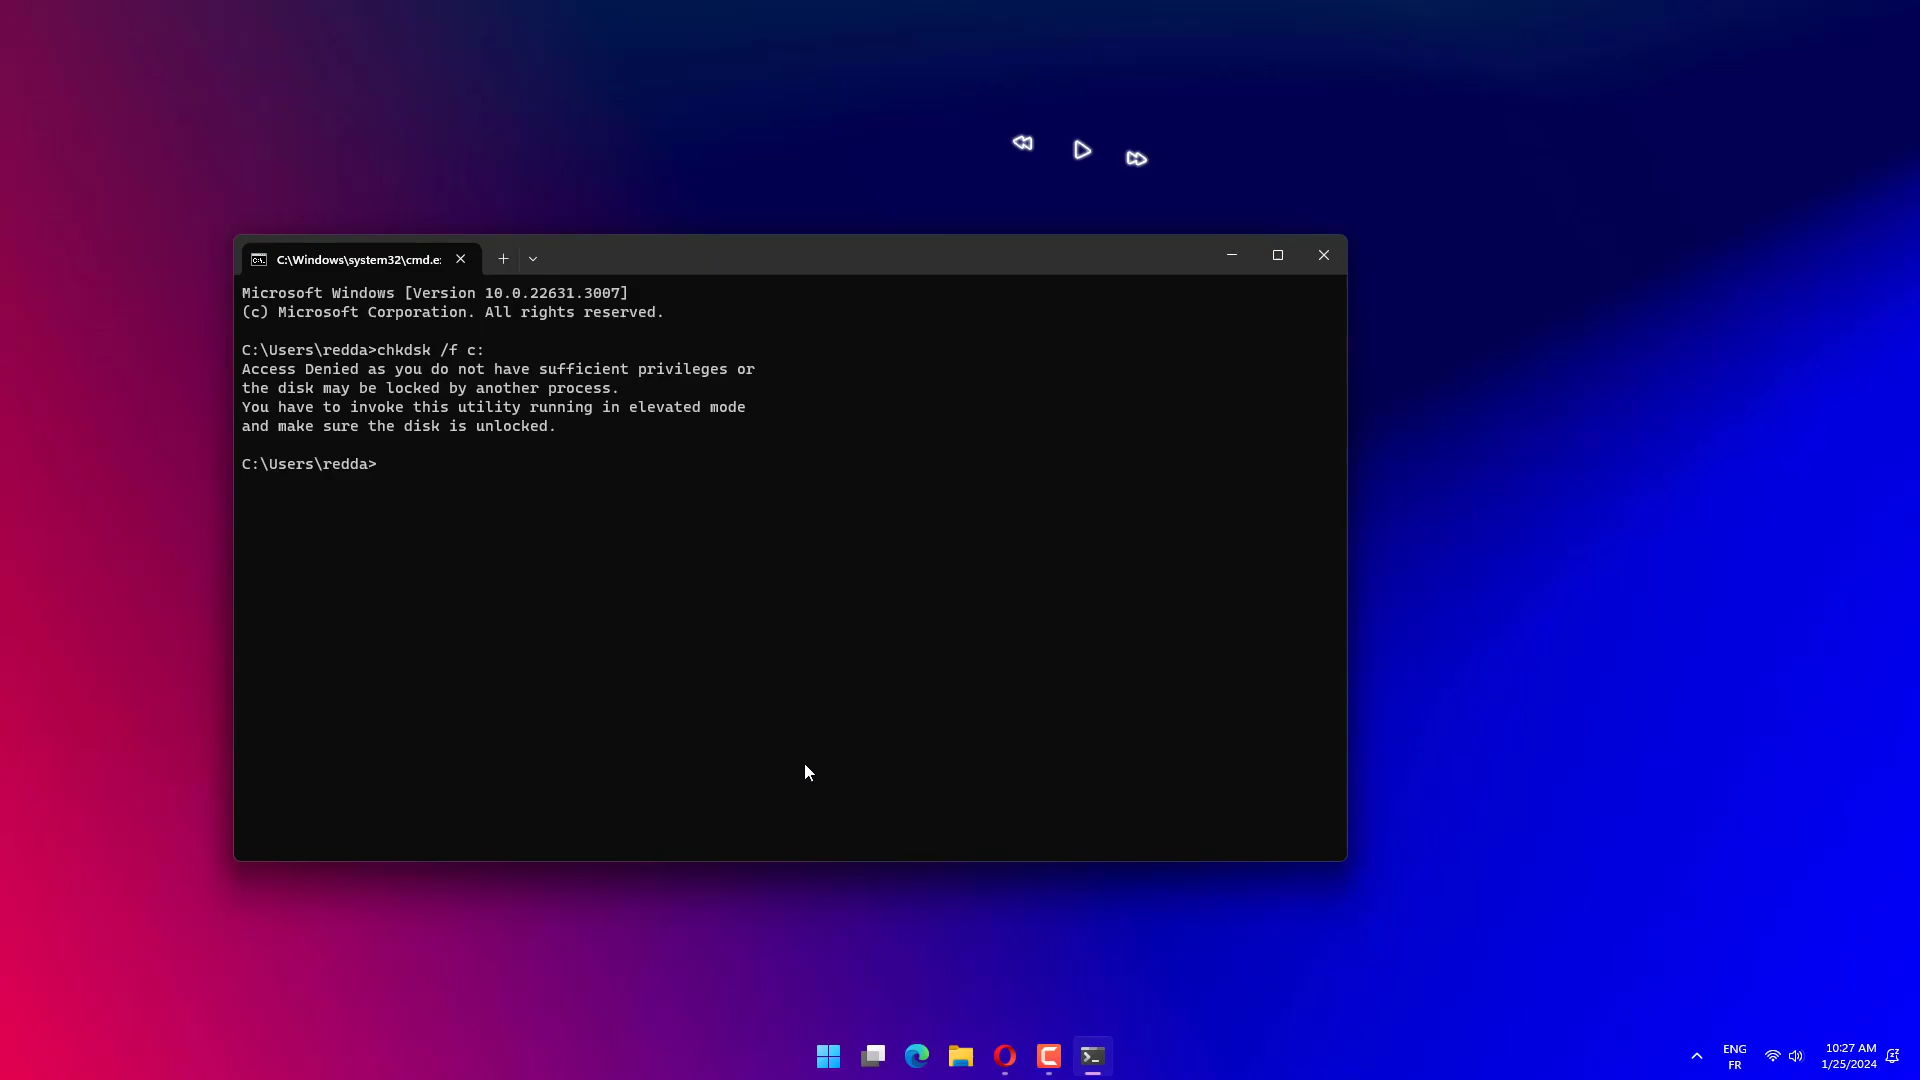 C:\Windows\system32\cmd.e:
Microsoft Windows [Version 10.0.22631.3007]
(c) Microsoft Corporation. All rights reserved.
C:\Users\redda>chkdsk /f c:
Access Denied as you do not have sufficient privileges or
the disk may be locked by another process.
You have to invoke this utility running in elevated mode
and make sure the disk is unlocked.
C:\Users\redda>
ENG
FR
10:27 AM
1/25/2024